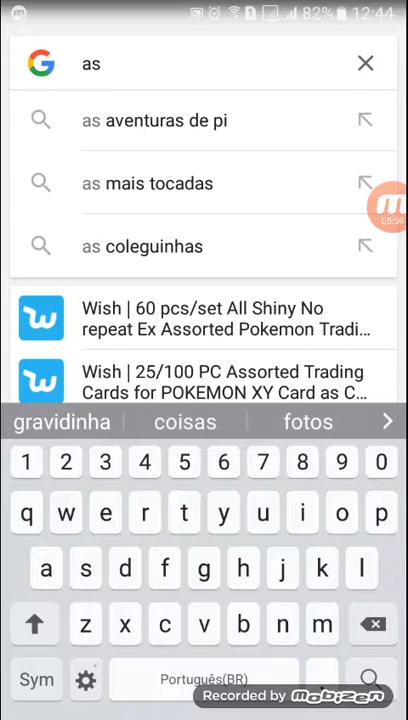 82% 12:44
as
as aventuras de pi
as mais tocadas
05:59
as coleguinhas
Wish | 60 pcs/set All Shiny No
repeat Ex Assorted Pokemon Tradi...
Wish | 25/100 PC Assorted Trading
Cards for POKEMON XY Card as C...
gravidinha coisas fotos
1 2 3 4 5 6 7 8 9 0
q w e r t y u i o p
a s d f g h j k l
z x c v b n m
Sym Português(BR)
Recorded by mobizen